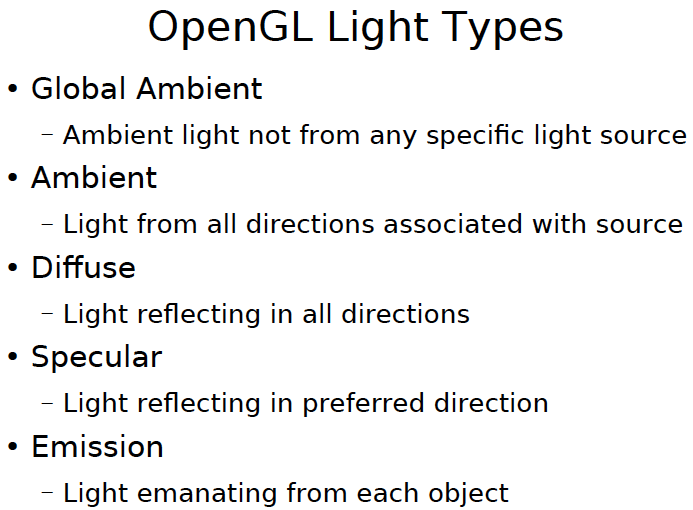 OpenGL Light Types
• Global Ambient
– Ambient light not from any specific light source
• Ambient
– Light from all directions associated with source
• Diffuse
– Light reflecting in all directions
• Specular
– Light reflecting in preferred direction
• Emission
– Light emanating from each object